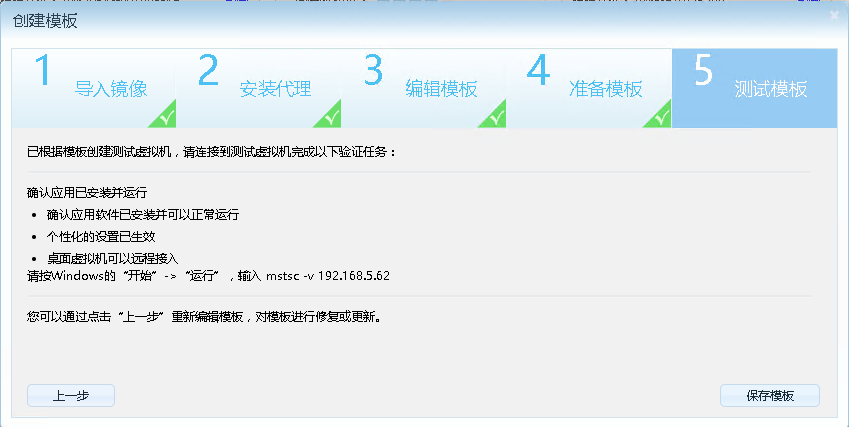 创建模板
1 导入镜像
2 安装代理
3 编辑模板
4 准备模板
5 测试模板
已根据模板创建测试虚拟机，请连接到测试虚拟机完成以下验证任务：
确认应用已安装并运行
• 确认应用软件已安装并可以正常运行
• 个性化的设置已生效
• 桌面虚拟机可以远程接入
请按Windows的“开始”->“运行”，输入 mstsc -v 192.168.5.62
您可以通过点击“上一步”重新编辑模板，对模板进行修复或更新。
上一步
保存模板